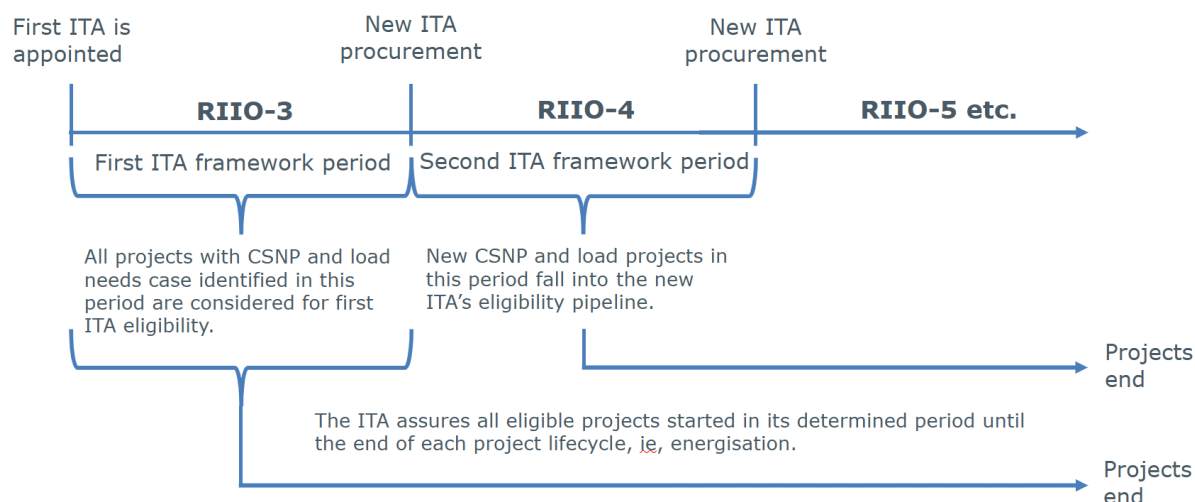 First ITA is
appointed
New ITA
procurement
New ITA
procurement
RIIO-3
RIIO-4
RIIO-5 etc.
First ITA framework period
Second ITA framework period
All projects with CSNP and load
needs case identified in this
period are considered for first
ITA eligibility.
New CSNP and load projects in
this period fall into the new
ITA’s eligibility pipeline.
Projects
end
The ITA assures all eligible projects started in its determined period until
the end of each project lifecycle, ie, energisation.
Projects
end